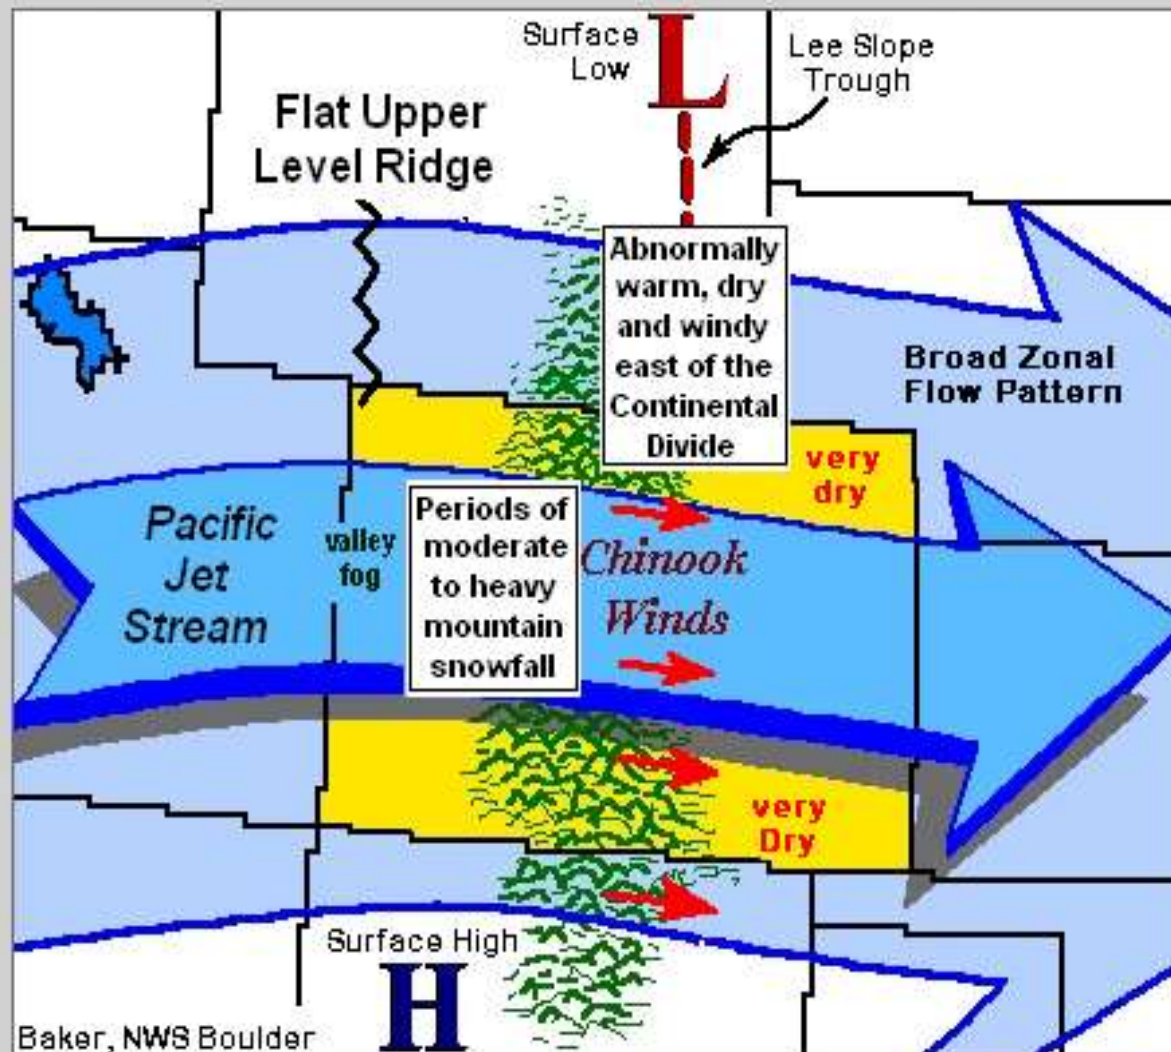 Surface
Low
L
Lee Slope
Trough
Flat Upper
Level Ridge
Abnormally
warm, dry
and windy
east of the
Continental
Divide
Broad Zonal
Flow Pattern
very
dry
Pacific
Jet
Stream
valley
fog
Periods of
moderate
to heavy
mountain
snowfall
Chinook
Winds
very
Dry
Surface High
H
Baker, NWS Boulder